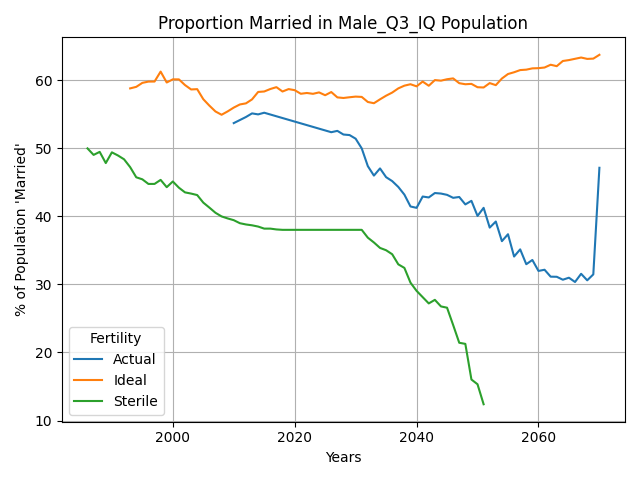 Proportion Married in Male_Q3_IQ Population
% of Population 'Married'
60
50
40
30
20
10
Fertility
Actual
Ideal
Sterile
2000
2020
2040
2060
Years